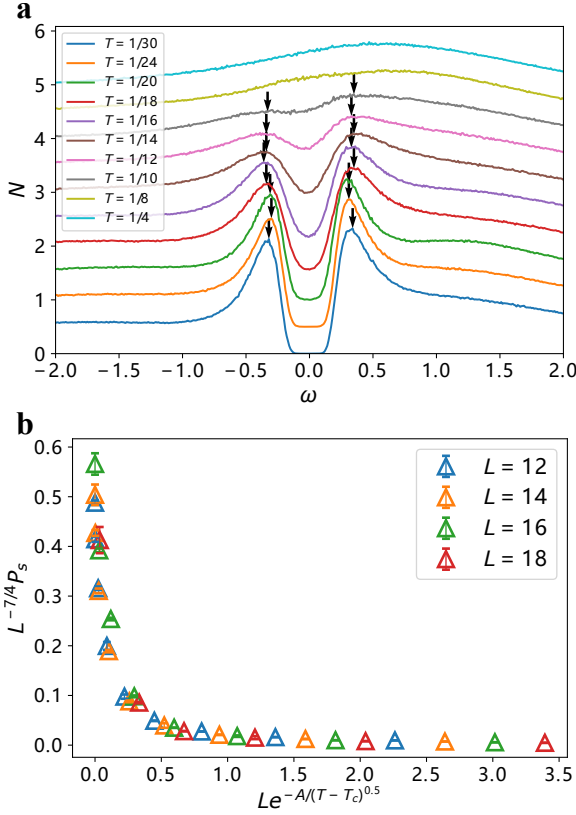 a
6
5
4
3
2
1
0
N
T = 1/30
T = 1/24
T = 1/20
T = 1/18
T = 1/16
T = 1/14
T = 1/12
T = 1/10
T = 1/8
T = 1/4
−2.0 −1.5 −1.0 −0.5 0.0 0.5 1.0 1.5 2.0
ω
b
0.6
0.5
0.4
0.3
0.2
0.1
0.0
L^{−7/4}P_s
L = 12
L = 14
L = 16
L = 18
0.0 0.5 1.0 1.5 2.0 2.5 3.0 3.5
Le^{−A/(T − T_c)^{0.5}}